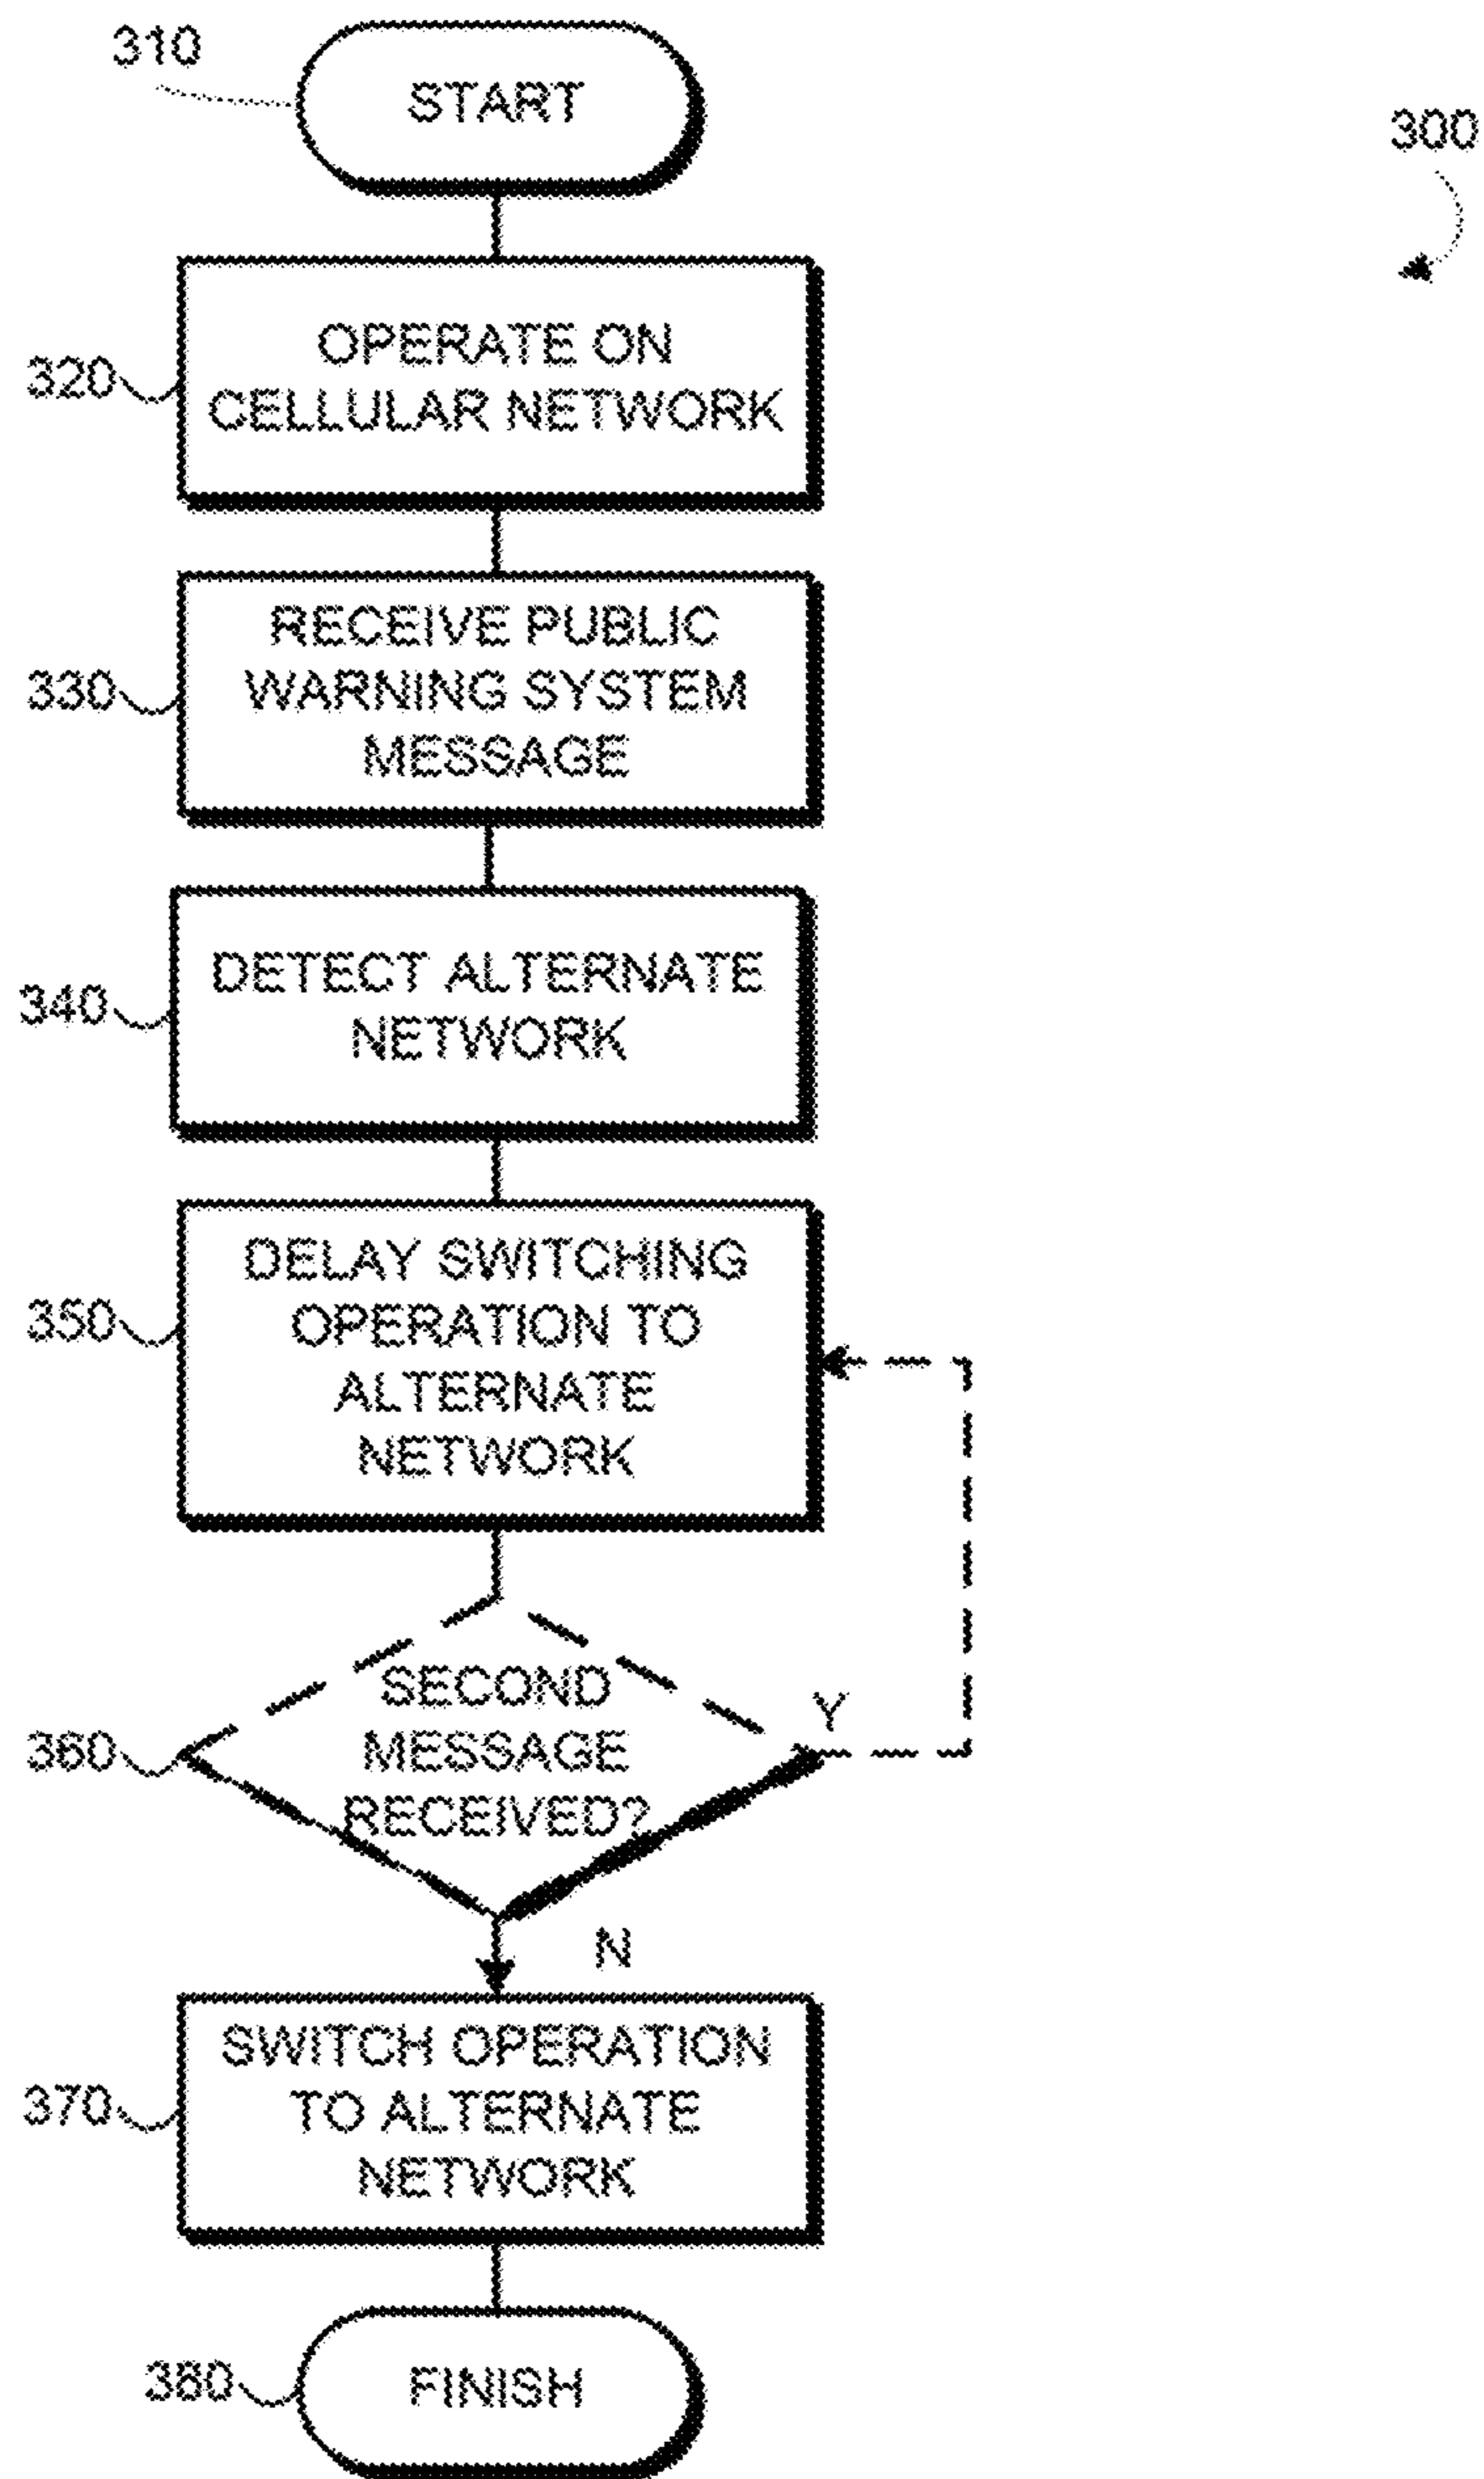 310
START
300
320
OPERATE ON
CELLULAR NETWORK
330
RECEIVE PUBLIC
WARNING SYSTEM
MESSAGE
340
DETECT ALTERNATE
NETWORK
350
DELAY SWITCHING
OPERATION TO
ALTERNATE
NETWORK
360
SECOND
MESSAGE
RECEIVED?
Y
N
370
SWITCH OPERATION
TO ALTERNATE
NETWORK
380
FINISH